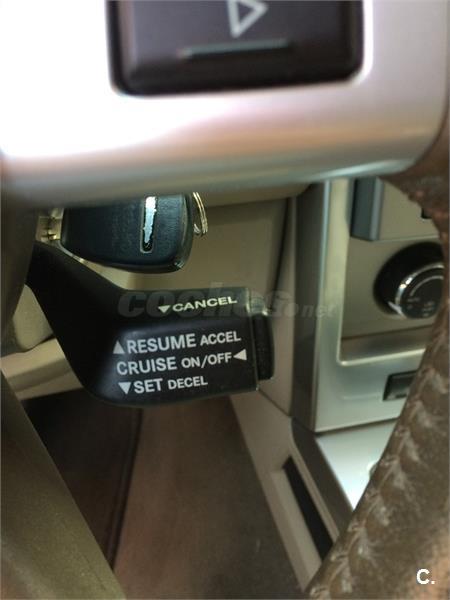 ▼CANCEL
coches.net
▲RESUME ACCEL
CRUISE ON/OFF◄
▼SET DECEL
C.